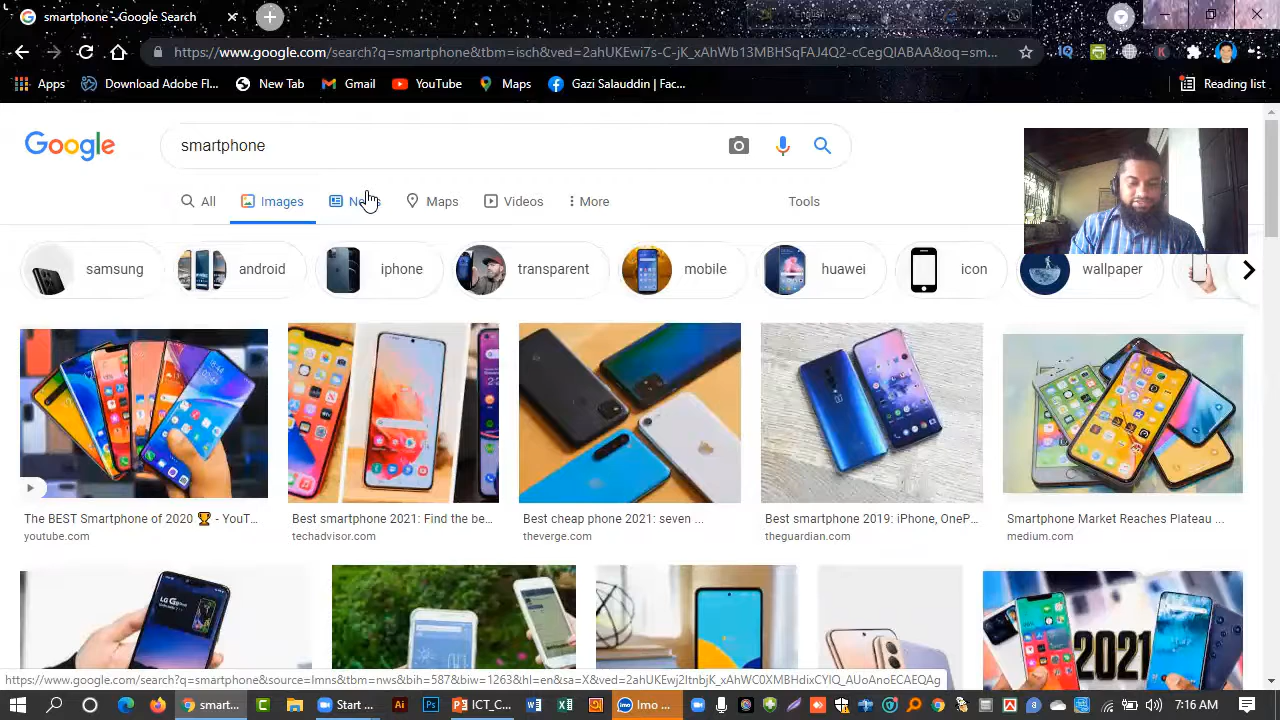 smartphone - Google Search
https://www.google.com/search?q=smartphone&tbm=isch&ved=2ahUKEwi7s-C-jK_xAhWb13MBHSqFAJ4Q2-cCegQIABAA&oq=sm...
Apps
Download Adobe Fl...
New Tab
Gmail
YouTube
Maps
Gazi Salauddin | Fac...
Reading list
Google
smartphone
All
Images
News
Maps
Videos
More
Tools
samsung
android
iphone
transparent
mobile
huawei
icon
wallpaper
The BEST Smartphone of 2020 🏆 - YouT...
youtube.com
Best smartphone 2021: Find the be...
techadvisor.com
Best cheap phone 2021: seven ...
theverge.com
Best smartphone 2019: iPhone, OneP...
theguardian.com
Smartphone Market Reaches Plateau ...
medium.com
2021
https://www.google.com/search?q=smartphone&source=lmns&tbm=nws&bih=587&biw=1263&hl=en&sa=X&ved=2ahUKEwj2ltnbjK_xAhWC0XMBHdixCYIQ_AUoAnoECAEQAg
smart...
Start ...
ICT_C...
Imo ...
7:16 AM